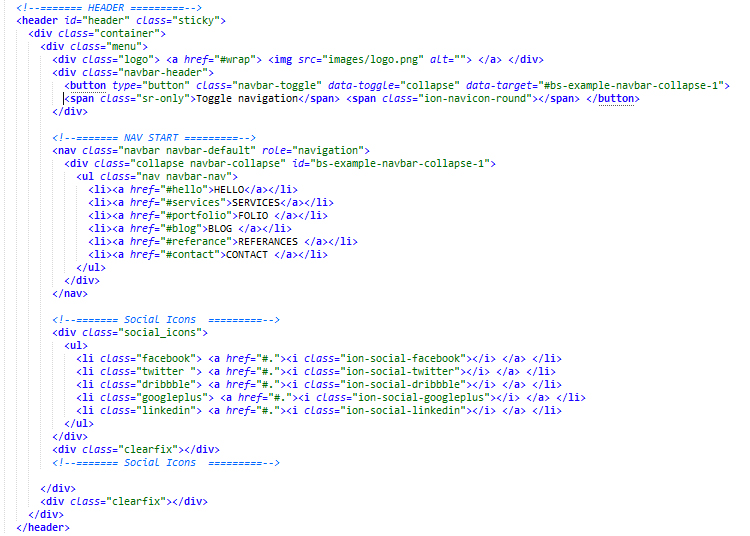 <!--======= HEADER =========-->
<header id="header" class="sticky">
<div class="container">
<div class="menu">
<div class="logo"> <a href="#wrap"> <img src="images/logo.png" alt=""> </a> </div>
<div class="navbar-header">
<button type="button" class="navbar-toggle" data-toggle="collapse" data-target="#bs-example-navbar-collapse-1">
<span class="sr-only">Toggle navigation</span> <span class="ion-navicon-round"></span> </button>
</div>
<!--======= NAV START =========-->
<nav class="navbar navbar-default" role="navigation">
<div class="collapse navbar-collapse" id="bs-example-navbar-collapse-1">
<ul class="nav navbar-nav">
<li><a href="#hello">HELLO</a></li>
<li><a href="#services">SERVICES</a></li>
<li><a href="#portfolio">FOLIO </a></li>
<li><a href="#blog">BLOG </a></li>
<li><a href="#referance">REFERANCES </a></li>
<li><a href="#contact">CONTACT </a></li>
</ul>
</div>
</nav>
<!--======= Social Icons  =========-->
<div class="social_icons">
<ul>
<li class="facebook"> <a href="#."><i class="ion-social-facebook"></i> </a> </li>
<li class="twitter "> <a href="#."><i class="ion-social-twitter"></i> </a> </li>
<li class="dribbble"> <a href="#."><i class="ion-social-dribbble"></i> </a> </li>
<li class="googleplus"> <a href="#."><i class="ion-social-googleplus"></i> </a> </li>
<li class="linkedin"> <a href="#."><i class="ion-social-linkedin"></i> </a> </li>
</ul>
</div>
<div class="clearfix"></div>
<!--======= Social Icons  =========-->
</div>
<div class="clearfix"></div>
</div>
</header>